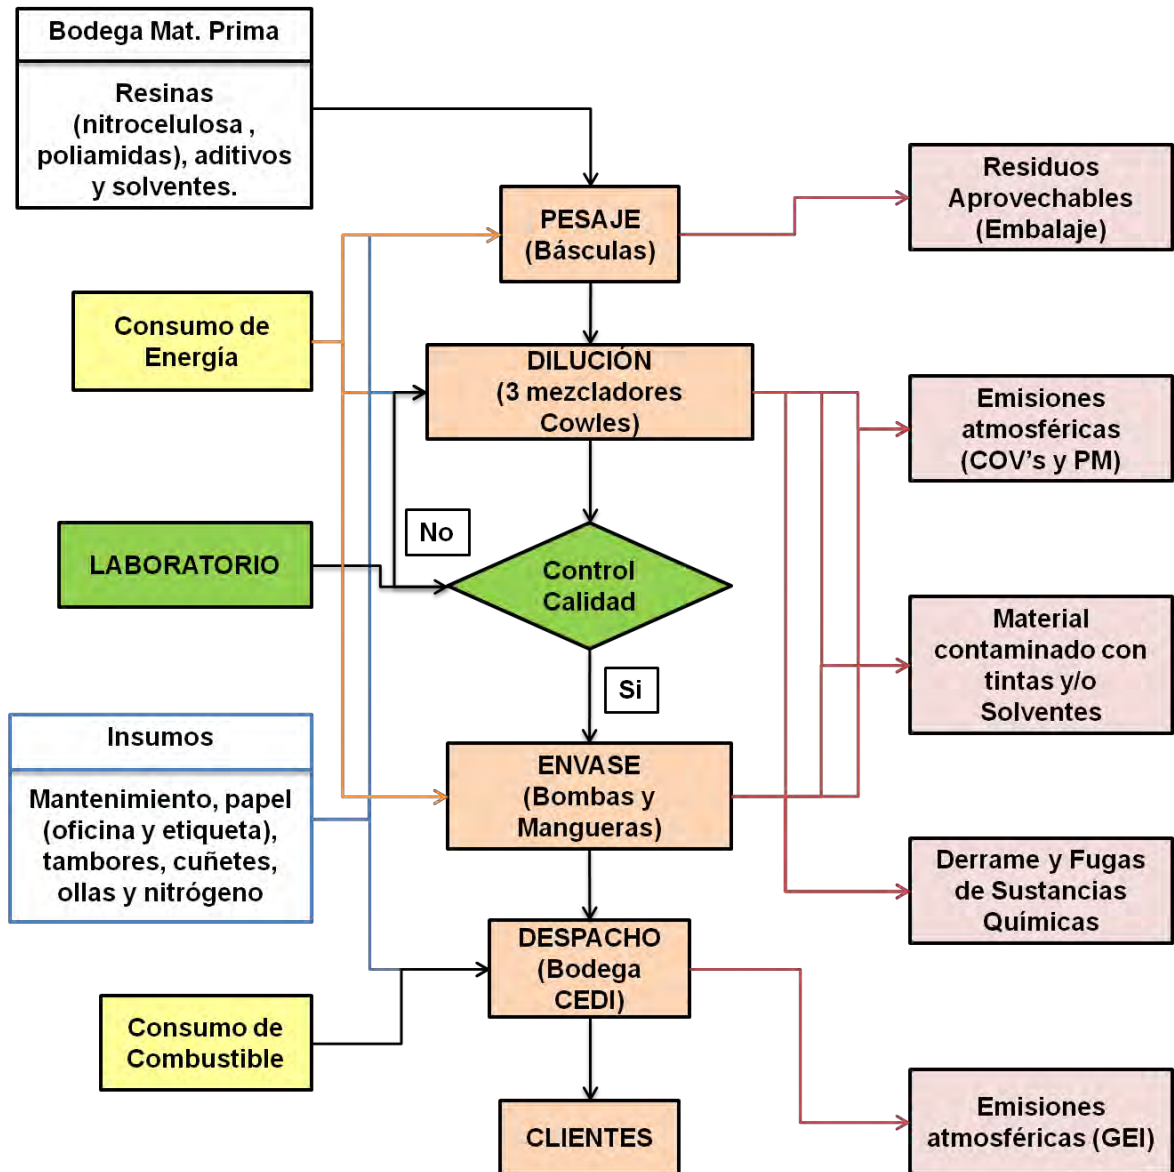 Bodega Mat. Prima
Resinas
(nitrocelulosa ,
poliamidas), aditivos
y solventes.
PESAJE
(Básculas)
Residuos
Aprovechables
(Embalaje)
Consumo de
Energía
DILUCIÓN
(3 mezcladores
Cowles)
Emisiones
atmosféricas
(COV’s y PM)
LABORATORIO
No
Control
Calidad
Si
Material
contaminado con
tintas y/o
Solventes
Insumos
Mantenimiento, papel
(oficina y etiqueta),
tambores, cuñetes,
ollas y nitrógeno
ENVASE
(Bombas y
Mangueras)
Derrame y Fugas
de Sustancias
Químicas
DESPACHO
(Bodega
CEDI)
Consumo de
Combustible
CLIENTES
Emisiones
atmosféricas (GEI)